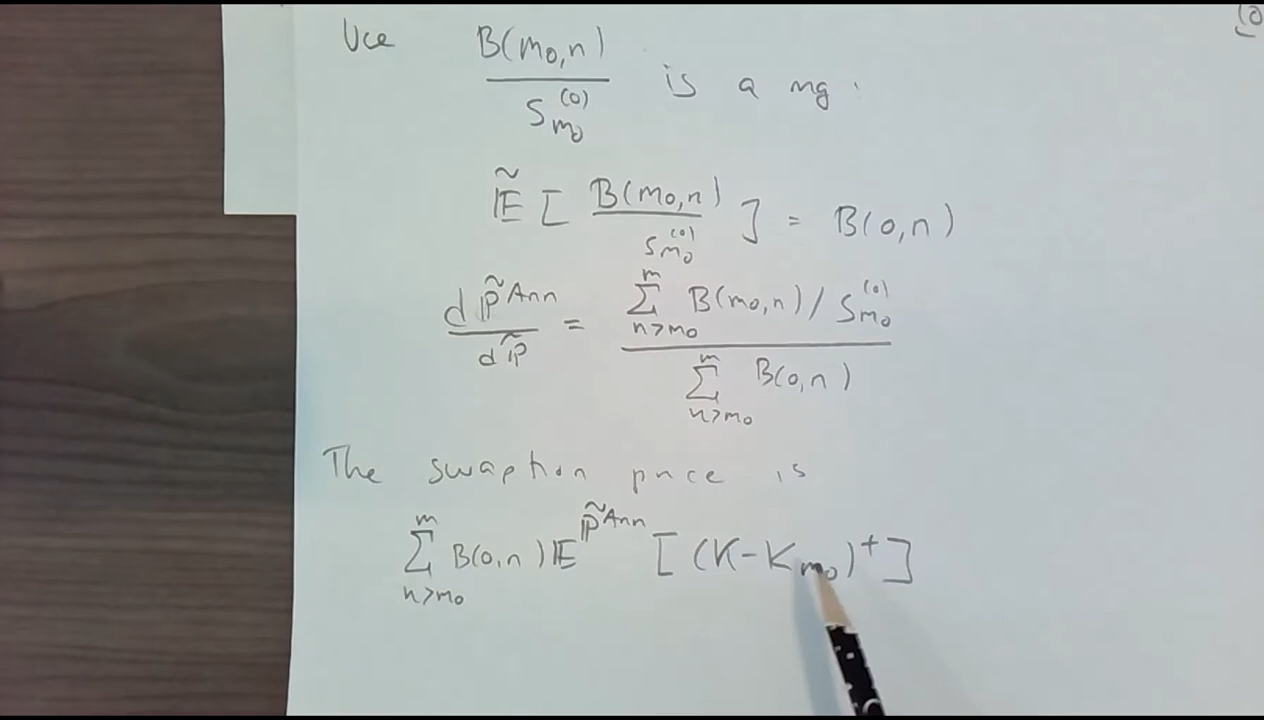 Use B(m₀,n) / S_{m₀}^{(0)} is a mg.
Ẽ [ B(m₀,n) / S_{m₀}^{(0)} ] = B(0,n)
dP̃^{Ann} / dP̃ = ( Σ_{n>m₀}^{m} B(m₀,n) / S_{m₀}^{(0)} ) / ( Σ_{n>m₀}^{m} B(0,n) )
The swaption price is
Σ_{n>m₀}^{m} B(0,n) E^{P̃^{Ann}} [ (K-K_{m₀})^+ ]